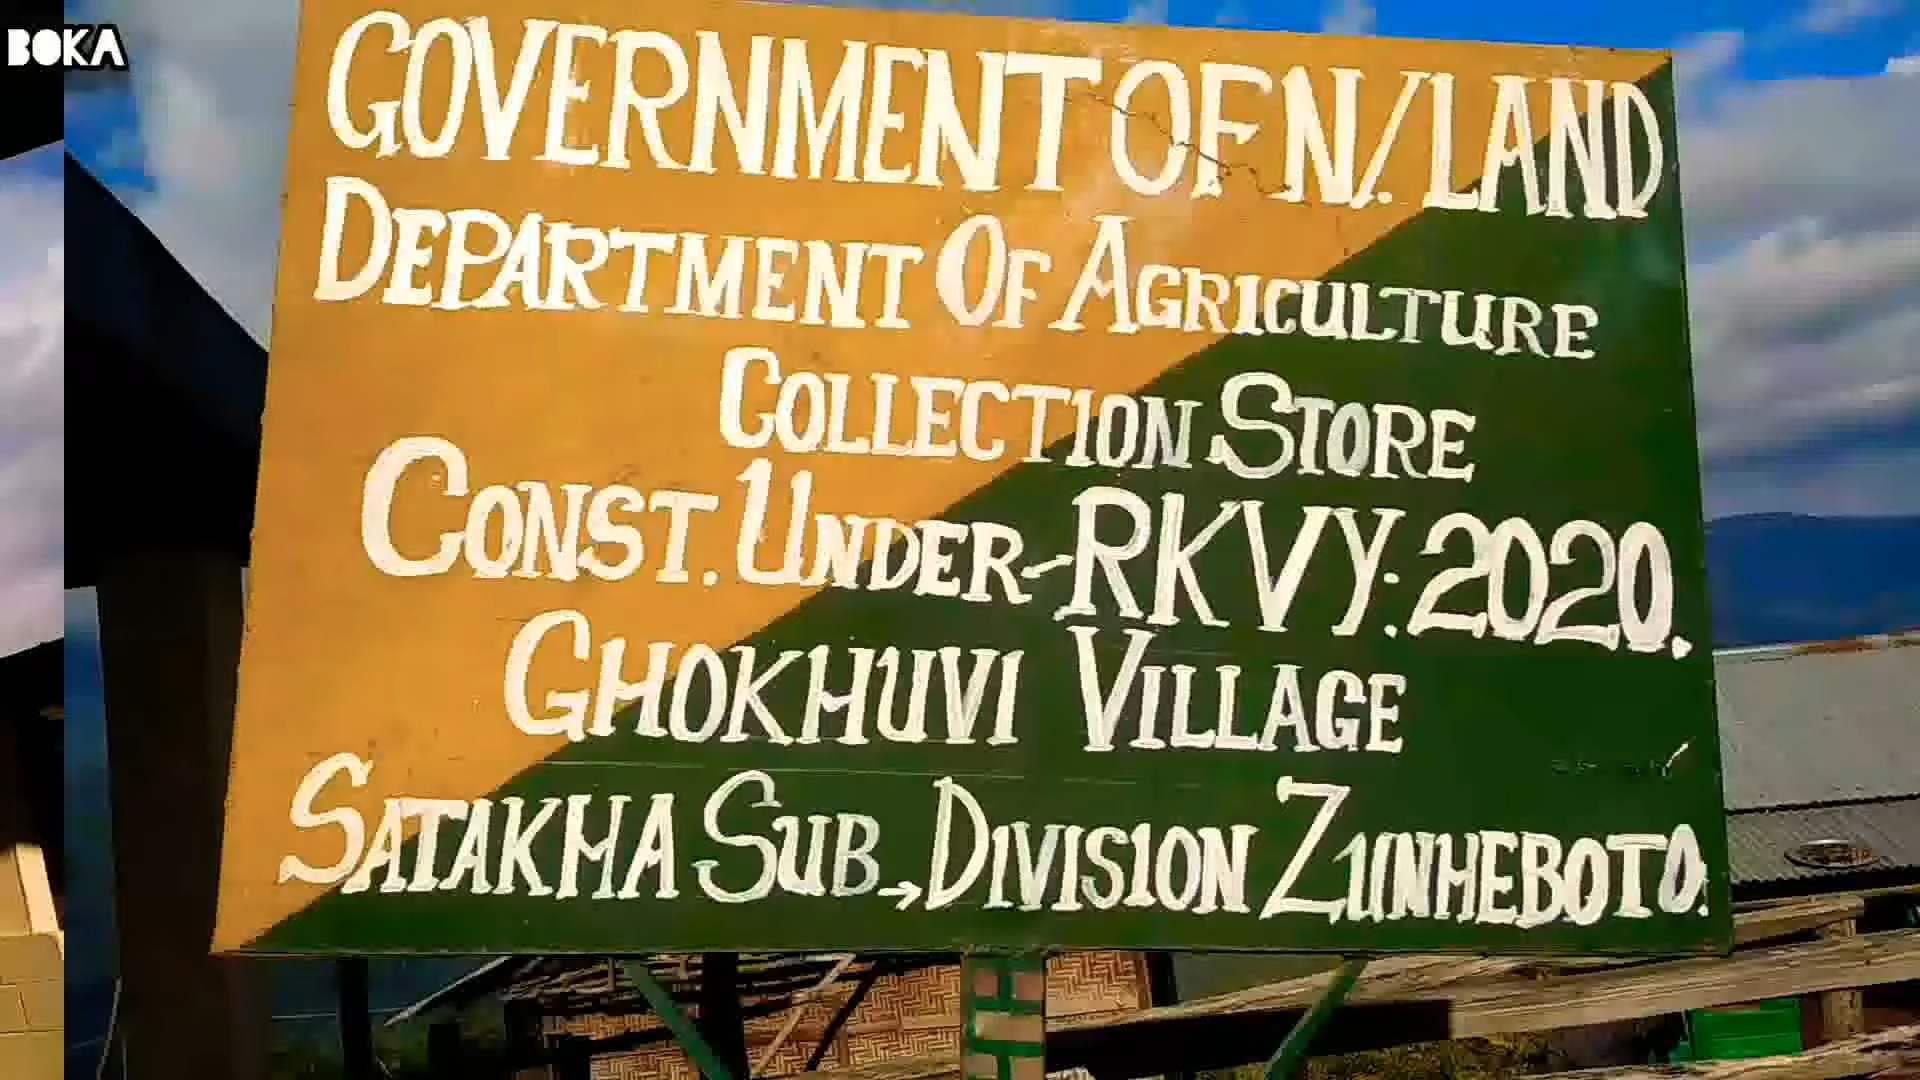 BOKA
GOVERNMENT OF N/LAND
DEPARTMENT OF AGRICULTURE
COLLECTION STORE
CONST. UNDER-RKVY: 2020.
GHOKHUVI VILLAGE
SATAKHA SUB-DIVISION ZUNHEBOTO.